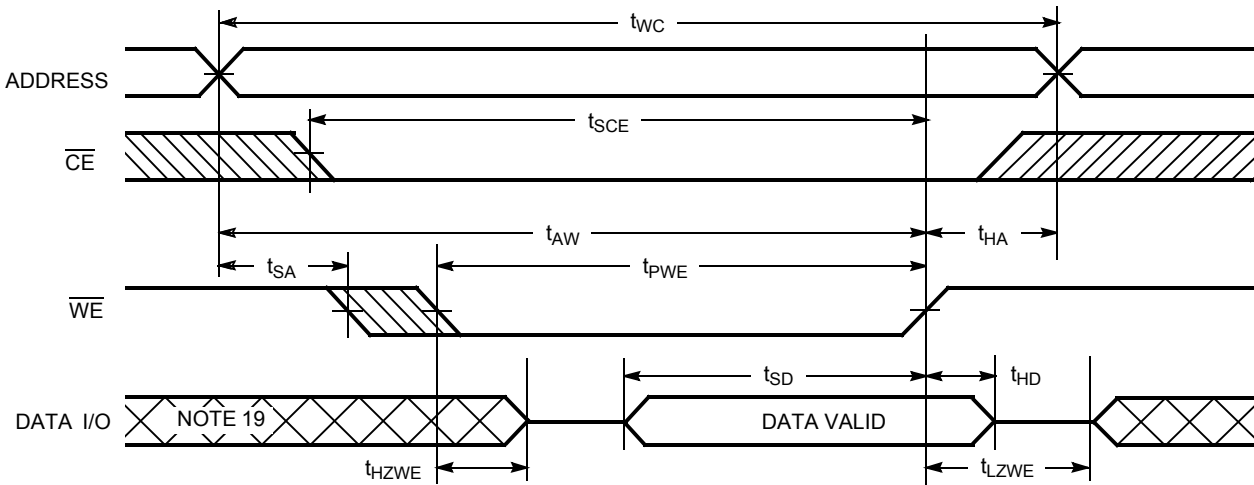 tWC
ADDRESS
tSCE
CE
tAW
tHA
tSA
tPWE
WE
tSD
tHD
DATA I/O
NOTE 19
DATA VALID
tHZWE
tLZWE